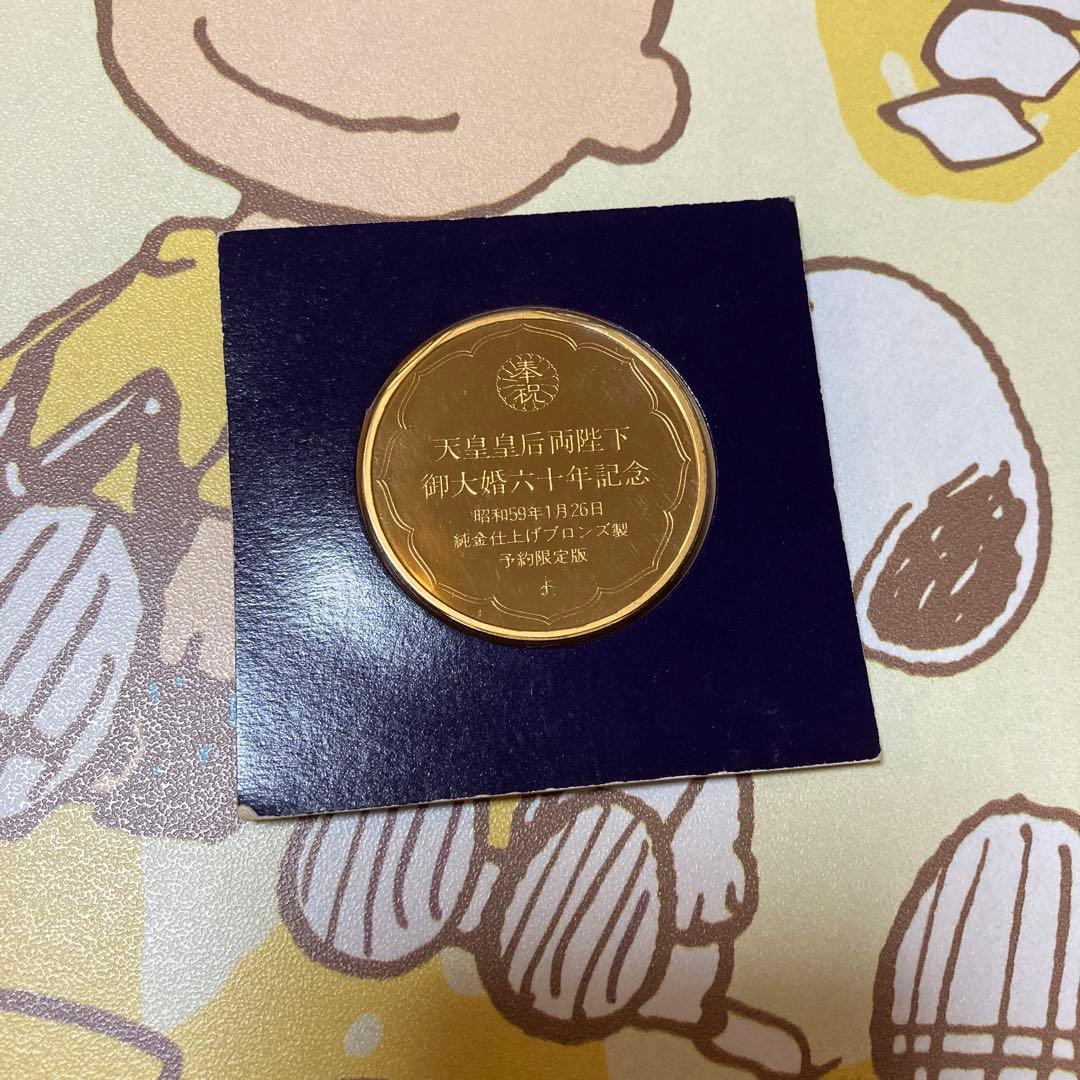 奉祝
天皇皇后両陛下
御大婚六十年記念
昭和59年1月26日
純金仕上げブロンズ製
予約限定版